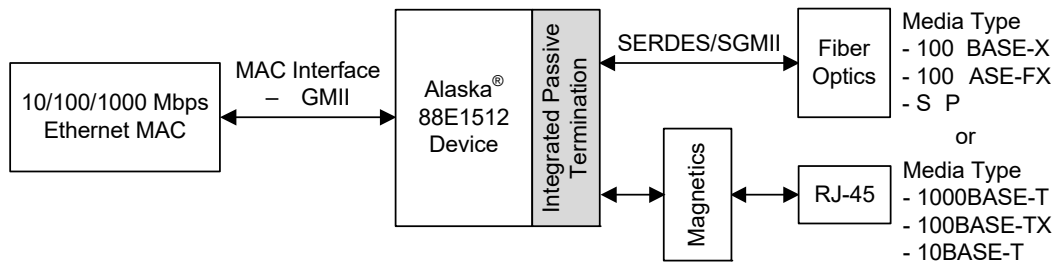 10/100/1000 Mbps
Ethernet MAC
MAC Interface
– GMII
Alaska®
88E1512
Device
Integrated Passive
Termination
SERDES/SGMII
Fiber
Optics
Media Type
- 100 BASE-X
- 100 ASE-FX
- S P
or
Magnetics
RJ-45
Media Type
- 1000BASE-T
- 100BASE-TX
- 10BASE-T